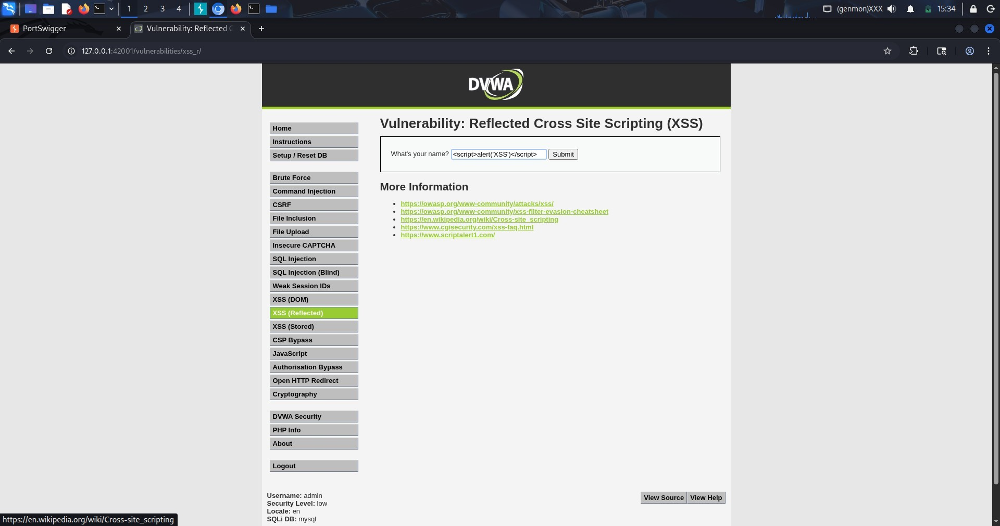 1 2 3 4 (genmon)XXX 15:34
PortSwigger Vulnerability: Reflected C
127.0.0.1:42001/vulnerabilities/xss_r/
DVWA
Home
Instructions
Setup / Reset DB
Brute Force
Command Injection
CSRF
File Inclusion
File Upload
Insecure CAPTCHA
SQL Injection
SQL Injection (Blind)
Weak Session IDs
XSS (DOM)
XSS (Reflected)
XSS (Stored)
CSP Bypass
JavaScript
Authorisation Bypass
Open HTTP Redirect
Cryptography
DVWA Security
PHP Info
About
Logout
Vulnerability: Reflected Cross Site Scripting (XSS)
What's your name? <script>alert('XSS')</script> Submit
More Information
• https://owasp.org/www-community/attacks/xss/
• https://owasp.org/www-community/xss-filter-evasion-cheatsheet
• https://en.wikipedia.org/wiki/Cross-site_scripting
• https://www.cgisecurity.com/xss-faq.html
• https://www.scriptalert1.com/
Username: admin
Security Level: low
Locale: en
SQLi DB: mysql
View Source View Help
https://en.wikipedia.org/wiki/Cross-site_scripting